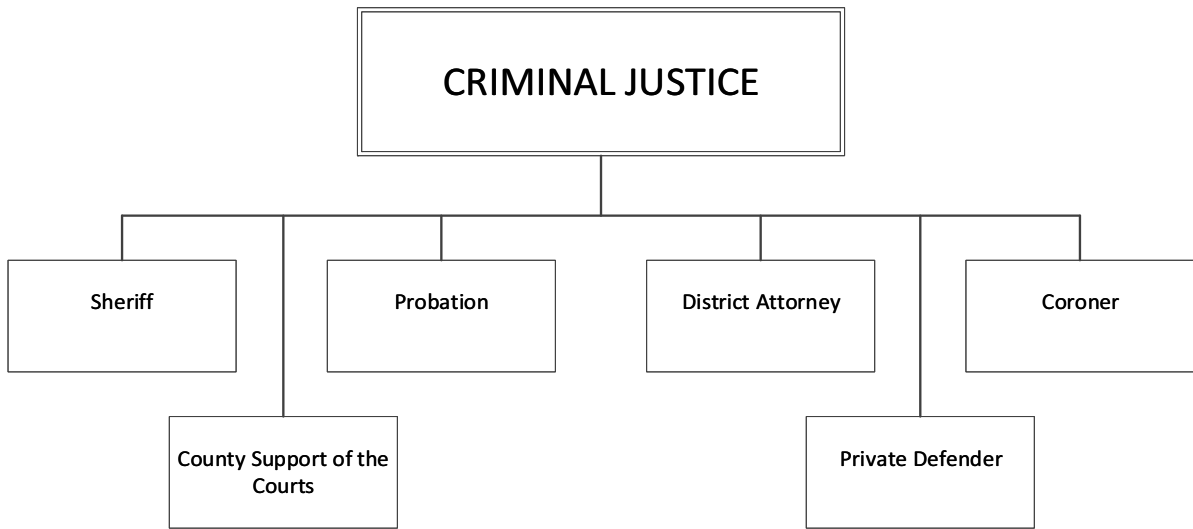 CRIMINAL JUSTICE
Sheriff
Probation
District Attorney
Coroner
County Support of the
Courts
Private Defender